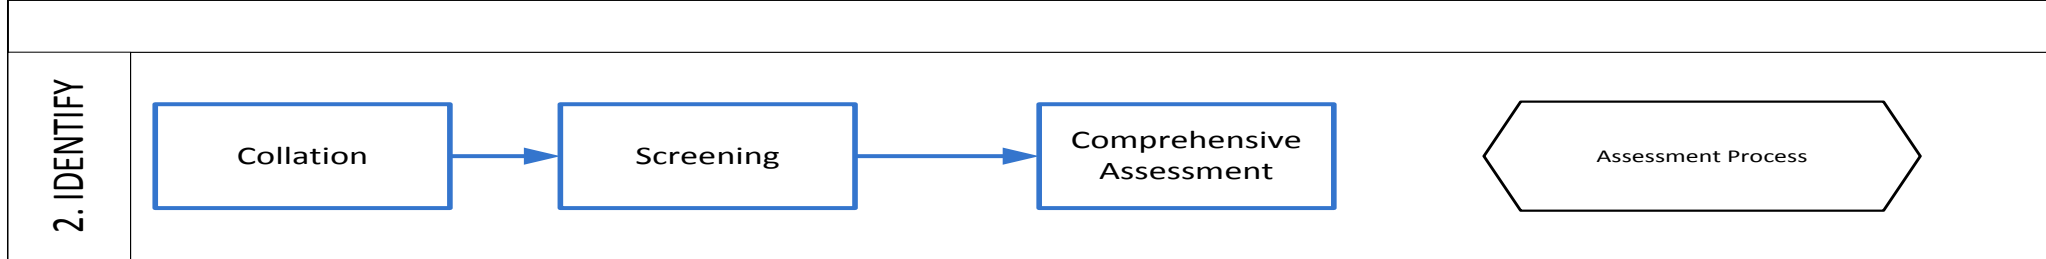 2. IDENTIFY
Collation
Screening
Comprehensive
Assessment
Assessment Process